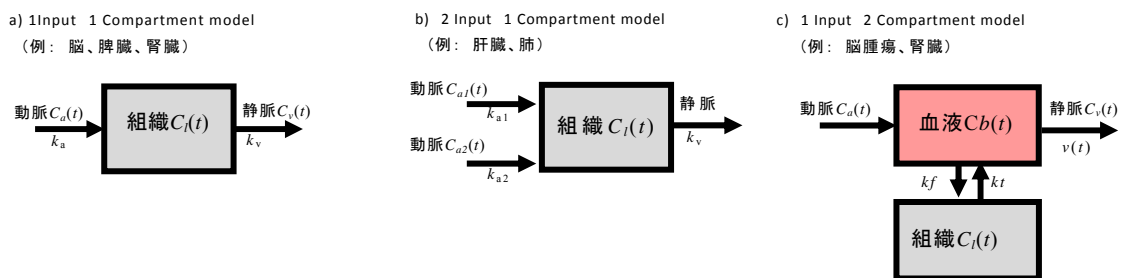 a) 1Input 1 Compartment model
(例: 脳、脾臓、腎臓)
動脈Ca(t)
ka
組織Cl(t)
静脈Cv(t)
kv
b) 2 Input 1 Compartment model
(例: 肝臓、肺)
動脈Ca1(t)
ka1
動脈Ca2(t)
ka2
組織Cl(t)
静脈
kv
c) 1 Input 2 Compartment model
(例: 脳腫瘍、腎臓)
動脈Ca(t)
血液Cb(t)
静脈Cv(t)
v(t)
kf
kt
組織Cl(t)